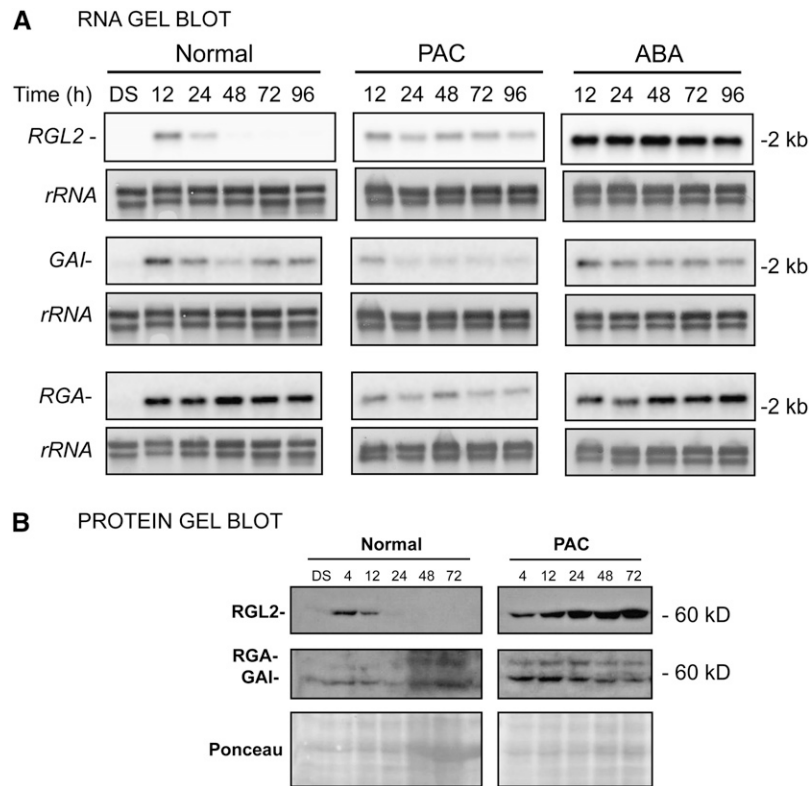 A RNA GEL BLOT
Normal PAC ABA
Time (h) DS 12 24 48 72 96 12 24 48 72 96 12 24 48 72 96
RGL2 - -2 kb
rRNA
GAI- -2 kb
rRNA
RGA- -2 kb
rRNA
B PROTEIN GEL BLOT
Normal PAC
DS 4 12 24 48 72 4 12 24 48 72
RGL2- - 60 kD
RGA-
GAI- - 60 kD
Ponceau